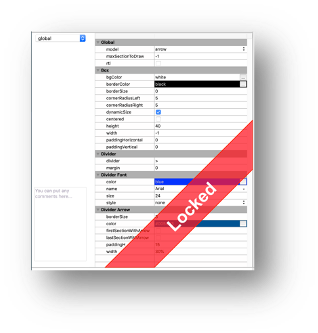 global
Global
model arrow
maxSectionToDraw -1
rtl
Box
bgColor white ...
borderColor black
borderSize 0
cornerRadiusLeft 5
cornerRadiusRight 5
dynamicSize
centered
height 40
width -1
paddingHorizontal 0
paddingVertical 0
Divider
divider
margin 0
Divider Font
color blue
name Arial
size 24
style none
Divider Arrow
borderSize
color
firstSectionWithArrow
lastSectionWithArrow
width
You can put any
comments here...
Locked